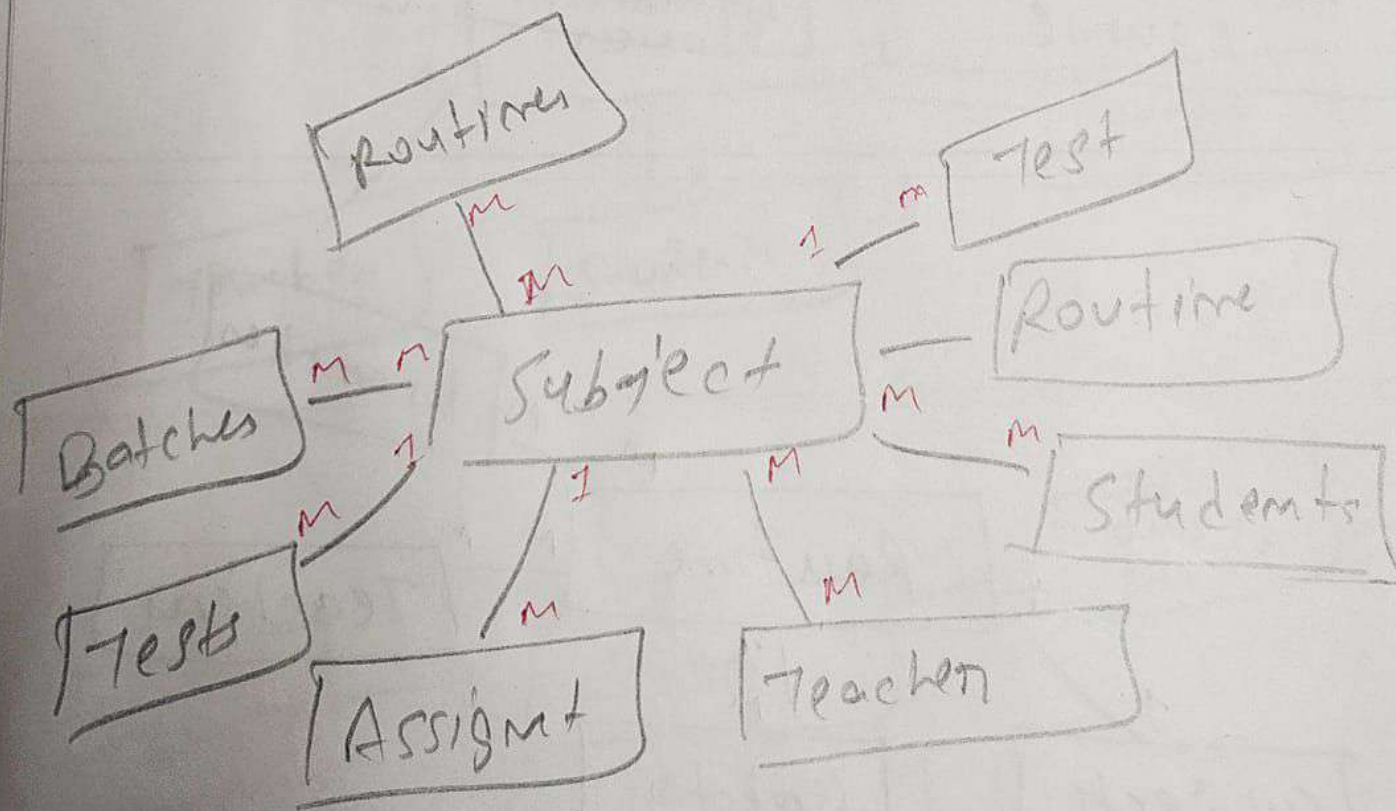 Routines
Test
M
m
1
M
Routine
Subject
M
M
Batches
M
M
Students
1
1
M
M
Tests
M
M
Assigmt
Teacher